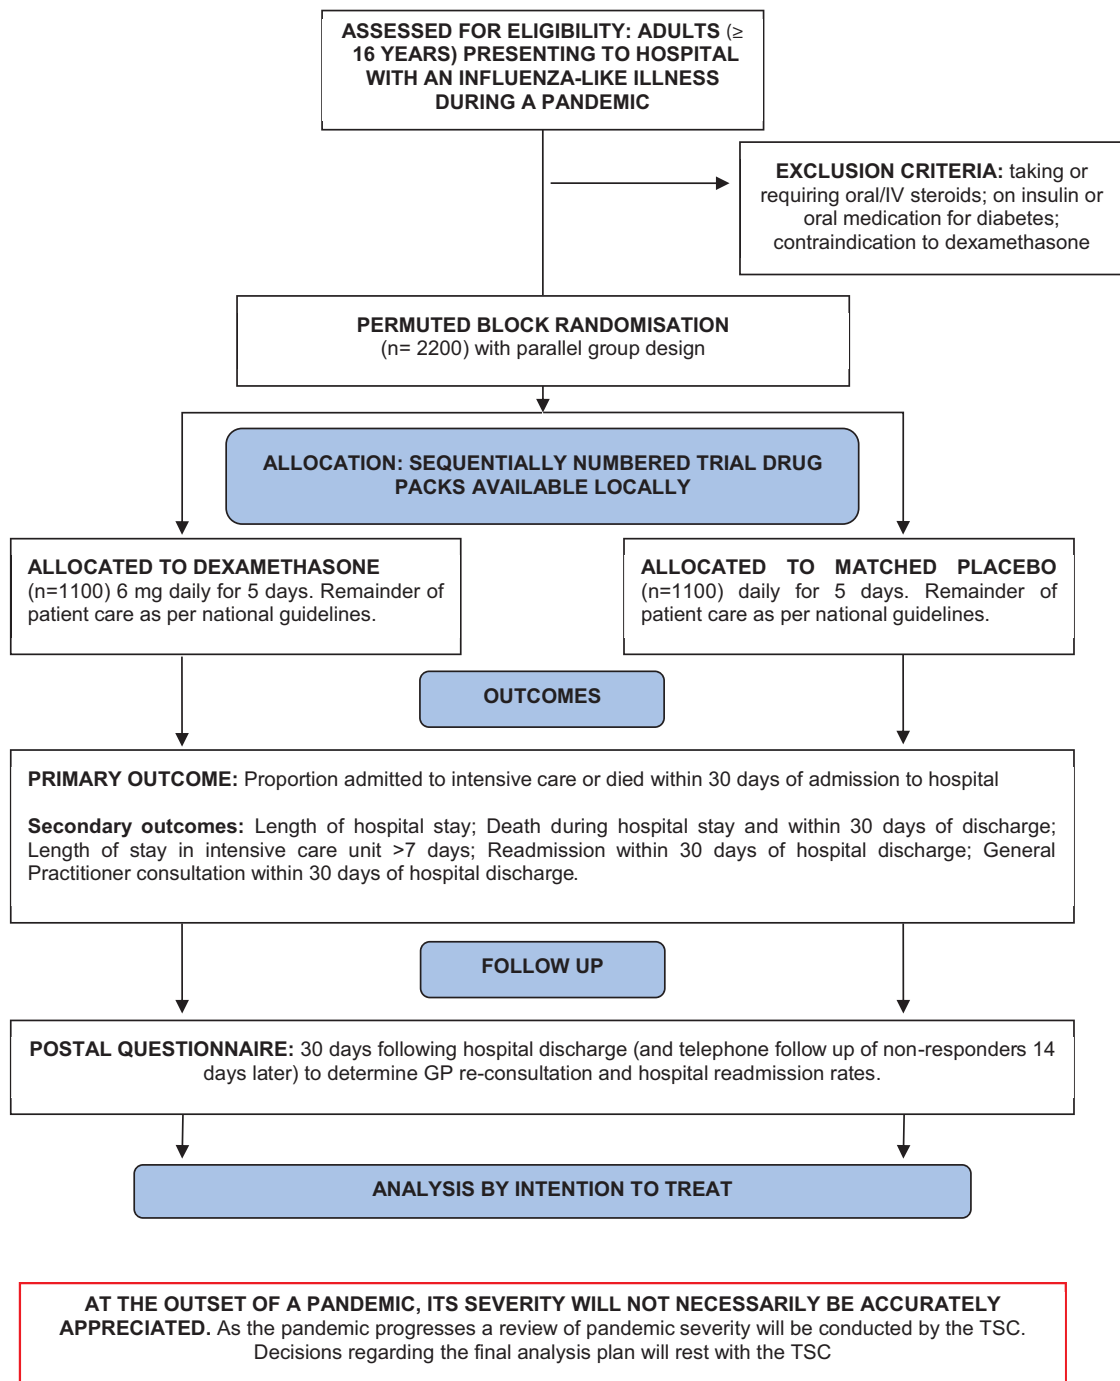 ASSESSED FOR ELIGIBILITY: ADULTS (≥
16 YEARS) PRESENTING TO HOSPITAL
WITH AN INFLUENZA-LIKE ILLNESS
DURING A PANDEMIC
EXCLUSION CRITERIA: taking or
requiring oral/IV steroids; on insulin or
oral medication for diabetes;
contraindication to dexamethasone
PERMUTED BLOCK RANDOMISATION
(n= 2200) with parallel group design
ALLOCATION: SEQUENTIALLY NUMBERED TRIAL DRUG
PACKS AVAILABLE LOCALLY
ALLOCATED TO DEXAMETHASONE
(n=1100) 6 mg daily for 5 days. Remainder of
patient care as per national guidelines.
ALLOCATED TO MATCHED PLACEBO
(n=1100) daily for 5 days. Remainder of
patient care as per national guidelines.
OUTCOMES
PRIMARY OUTCOME: Proportion admitted to intensive care or died within 30 days of admission to hospital
Secondary outcomes: Length of hospital stay; Death during hospital stay and within 30 days of discharge;
Length of stay in intensive care unit >7 days; Readmission within 30 days of hospital discharge; General
Practitioner consultation within 30 days of hospital discharge.
FOLLOW UP
POSTAL QUESTIONNAIRE: 30 days following hospital discharge (and telephone follow up of non-responders 14
days later) to determine GP re-consultation and hospital readmission rates.
ANALYSIS BY INTENTION TO TREAT
AT THE OUTSET OF A PANDEMIC, ITS SEVERITY WILL NOT NECESSARILY BE ACCURATELY
APPRECIATED. As the pandemic progresses a review of pandemic severity will be conducted by the TSC.
Decisions regarding the final analysis plan will rest with the TSC